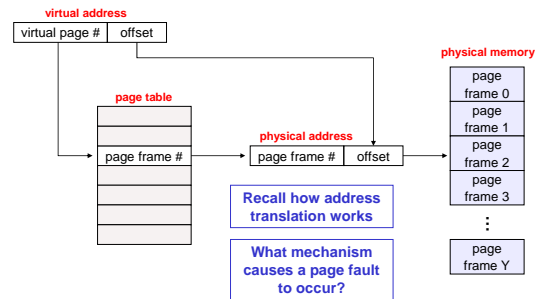 virtual address
virtual page #
offset
physical memory
page
frame 0
page
frame 1
page
frame 2
page
frame 3
⋮
page
frame Y
page table
page frame #
physical address
page frame #
offset
Recall how address
translation works
What mechanism
causes a page fault
to occur?